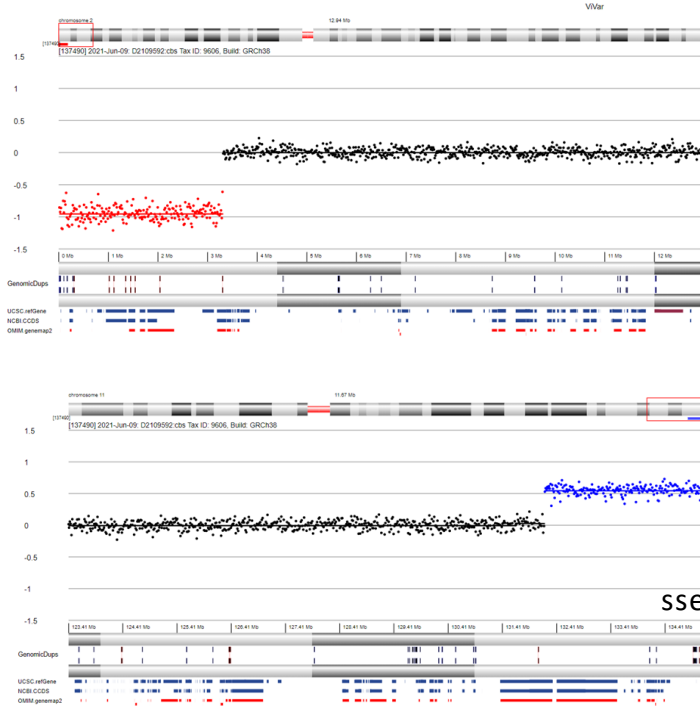 ViVar
chromosome 2
12.94 Mb
[137490]
[137490] 2021-Jun-09: D2109592.cbs Tax ID: 9606, Build: GRCh38
1.5
1
0.5
0
-0.5
-1
-1.5
0 Mb 1 Mb 2 Mb 3 Mb 4 Mb 5 Mb 6 Mb 7 Mb 8 Mb 9 Mb 10 Mb 11 Mb 12 Mb
GenomicDups
UCSC.refGene
NCBI.CCDS
OMIM.genemap2
chromosome 11
11.67 Mb
[137490
[137490] 2021-Jun-09: D2109592.cbs Tax ID: 9606, Build: GRCh38
1.5
1
0.5
0
-0.5
-1
-1.5
sse
123.41 Mb 124.41 Mb 125.41 Mb 126.41 Mb 127.41 Mb 128.41 Mb 129.41 Mb 130.41 Mb 131.41 Mb 132.41 Mb 133.41 Mb 134.41 Mb
GenomicDups
UCSC.refGene
NCBI.CCDS
OMIM.genemap2